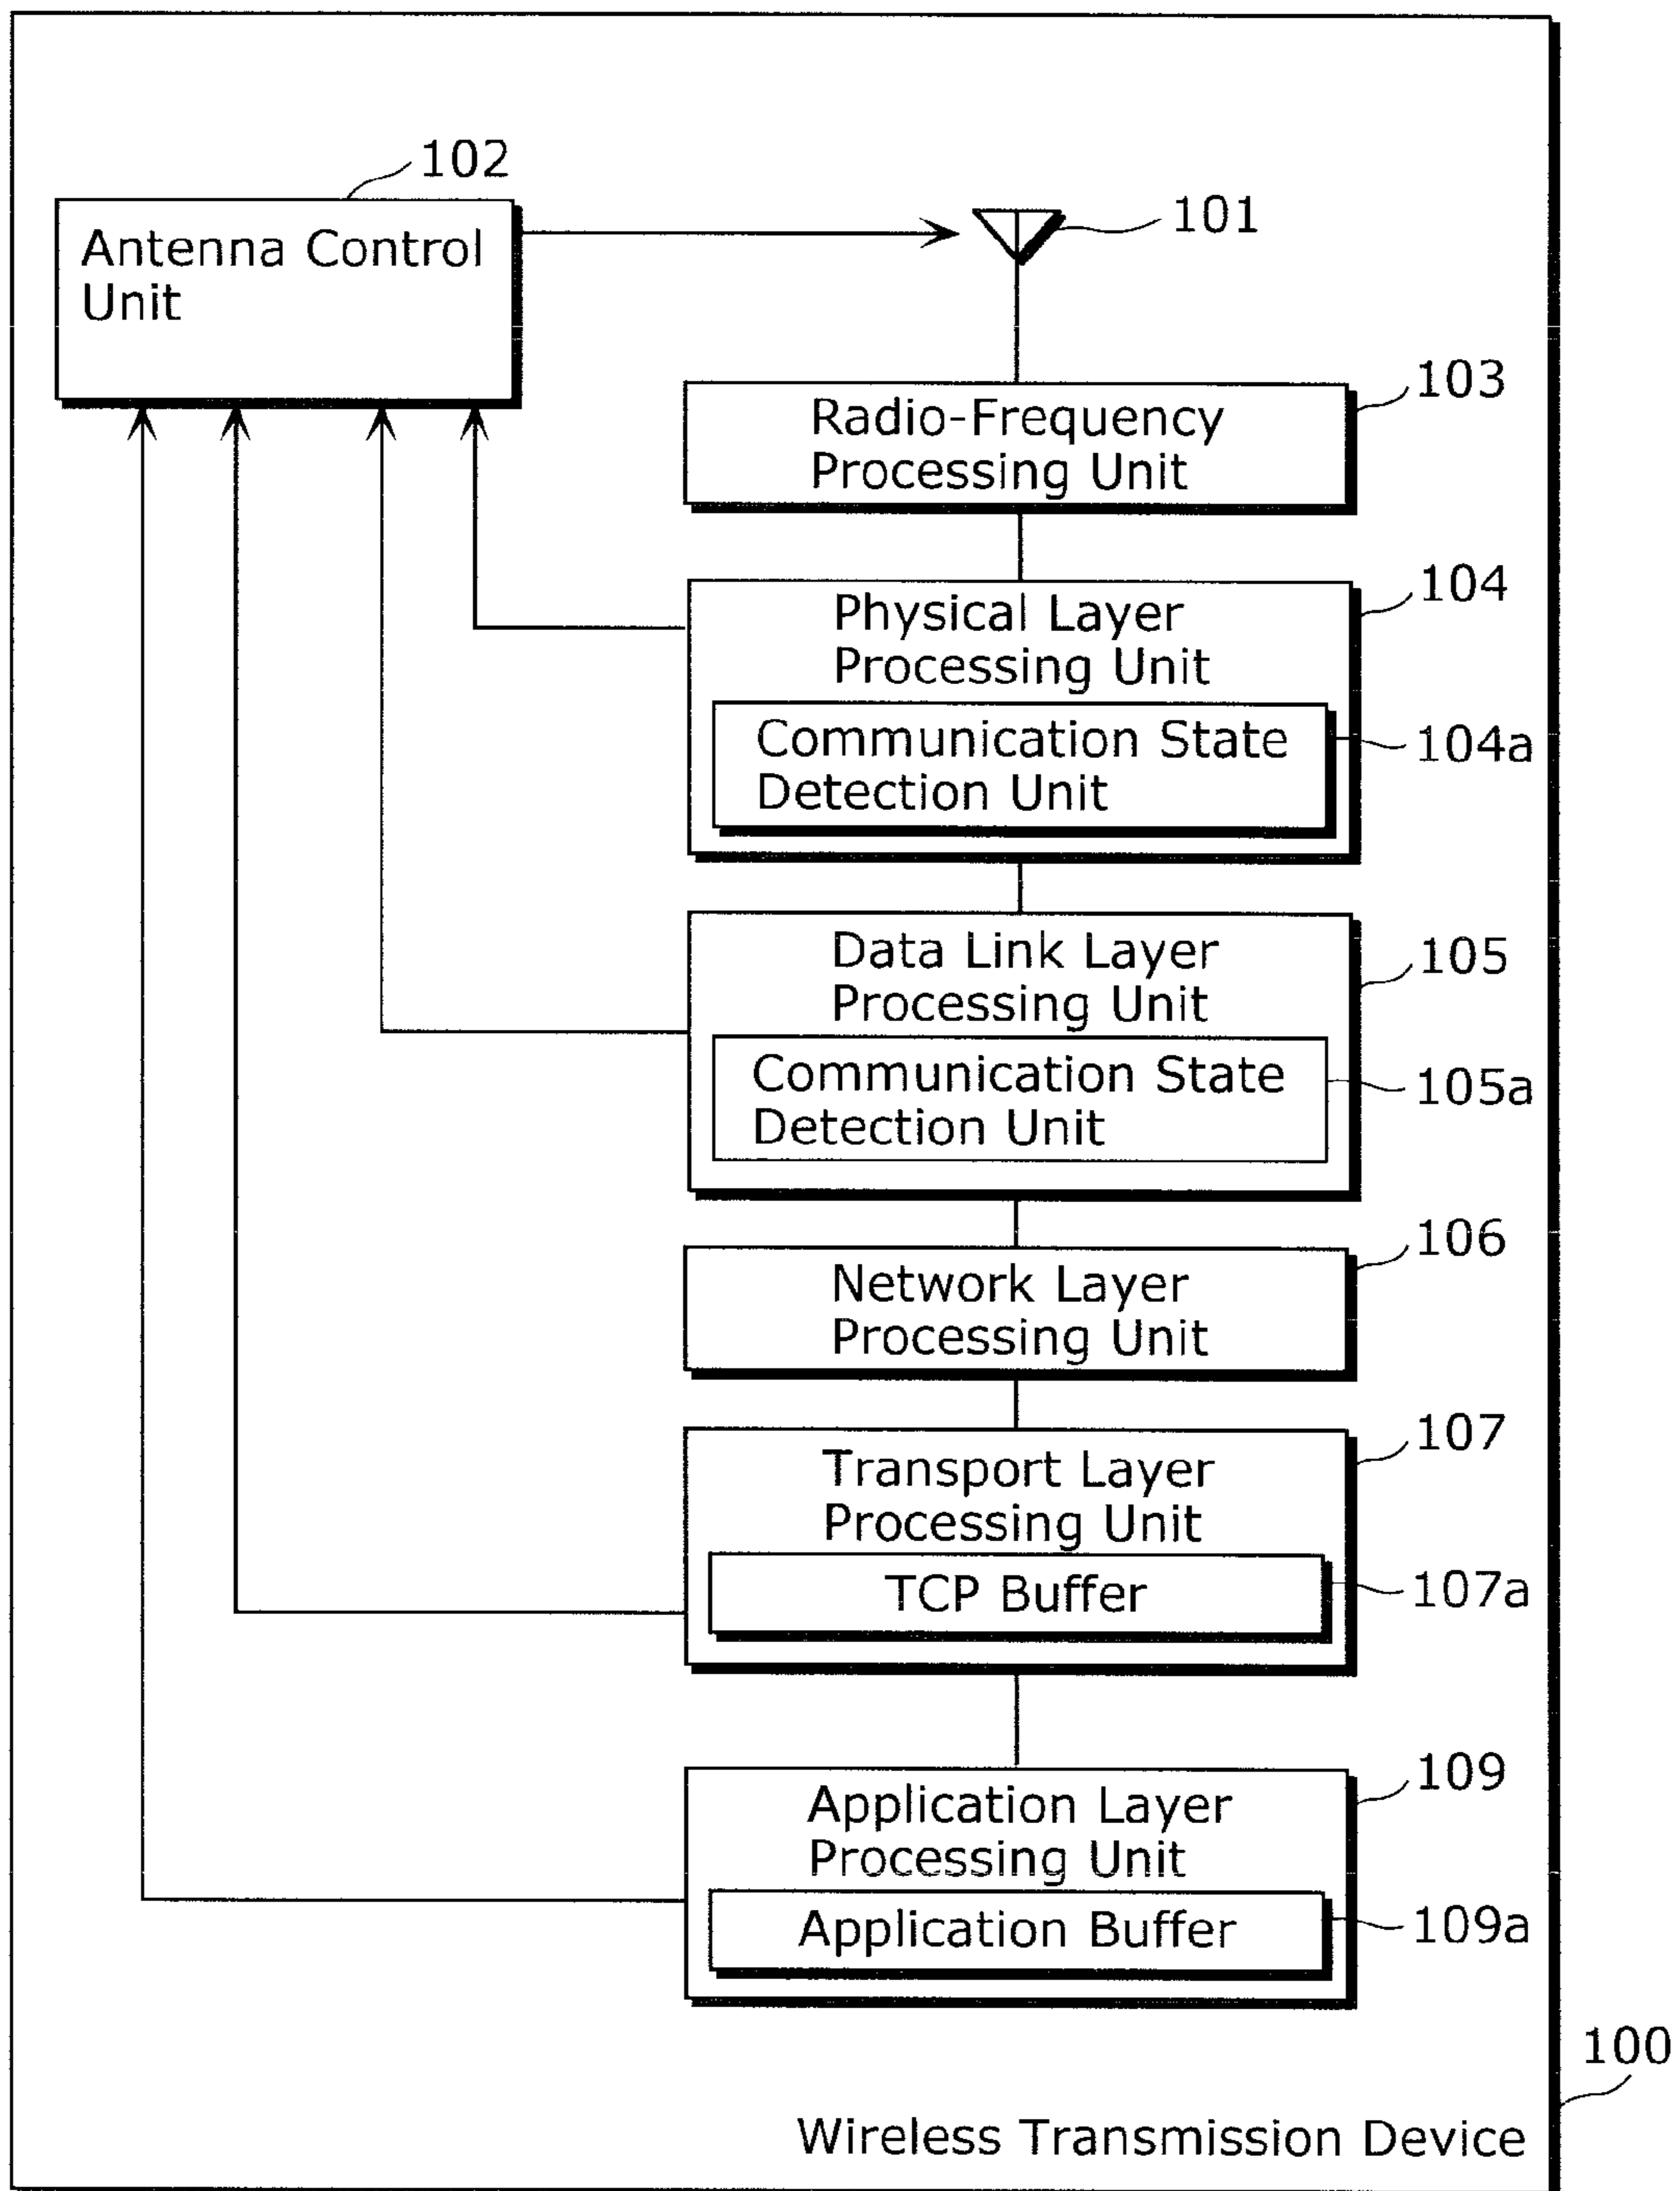 102
Antenna Control
Unit
101
103
Radio-Frequency
Processing Unit
104
Physical Layer
Processing Unit
Communication State
Detection Unit
104a
Data Link Layer
Processing Unit
105
Communication State
Detection Unit
105a
106
Network Layer
Processing Unit
107
Transport Layer
Processing Unit
TCP Buffer
107a
109
Application Layer
Processing Unit
Application Buffer
109a
100
Wireless Transmission Device